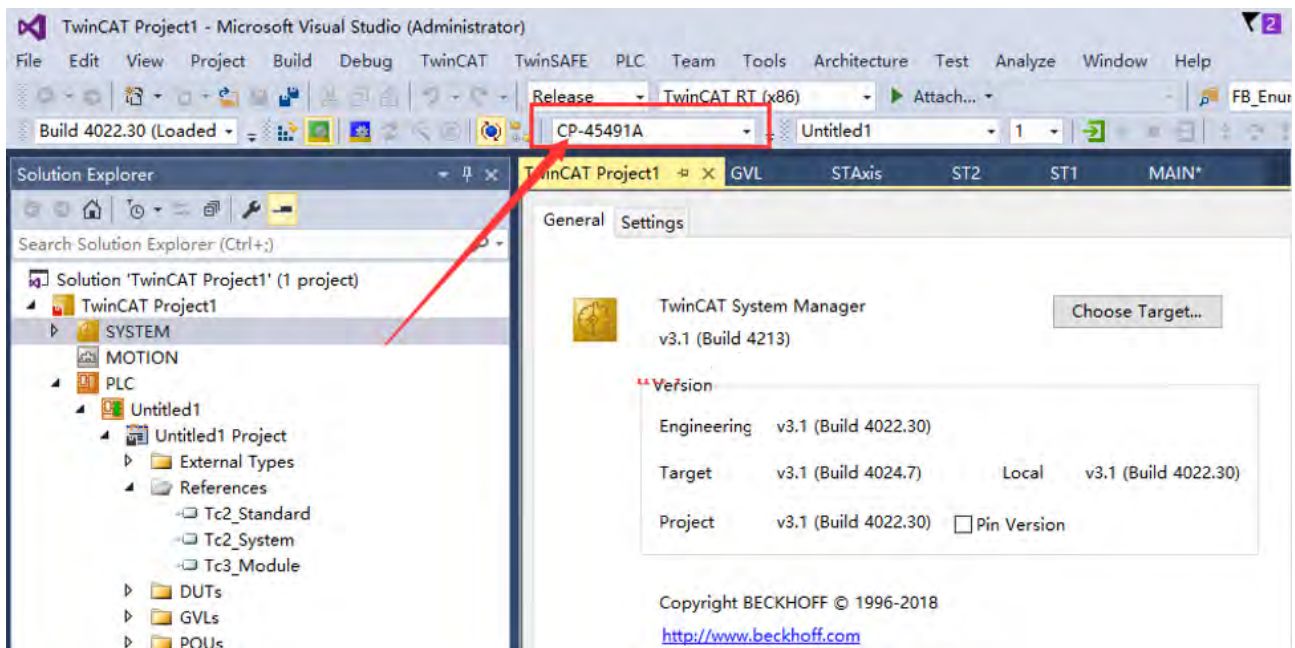 TwinCAT Project1 - Microsoft Visual Studio (Administrator)
2
File Edit View Project Build Debug TwinCAT TwinSAFE PLC Team Tools Architecture Test Analyze Window Help
Release TwinCAT RT (x86) Attach...
Build 4022.30 (Loaded CP-45491A Untitled1 1
Solution Explorer
TwinCAT Project1 GVL STAxis ST2 ST1 MAIN*
General Settings
Search Solution Explorer (Ctrl+;)
Solution 'TwinCAT Project1' (1 project)
TwinCAT Project1
SYSTEM
MOTION
PLC
Untitled1
Untitled1 Project
External Types
References
Tc2_Standard
Tc2_System
Tc3_Module
DUTs
GVLs
POUs
TwinCAT System Manager
v3.1 (Build 4213)
Choose Target...
Version
Engineering v3.1 (Build 4022.30)
Target v3.1 (Build 4024.7) Local v3.1 (Build 4022.30)
Project v3.1 (Build 4022.30) Pin Version
Copyright BECKHOFF © 1996-2018
http://www.beckhoff.com